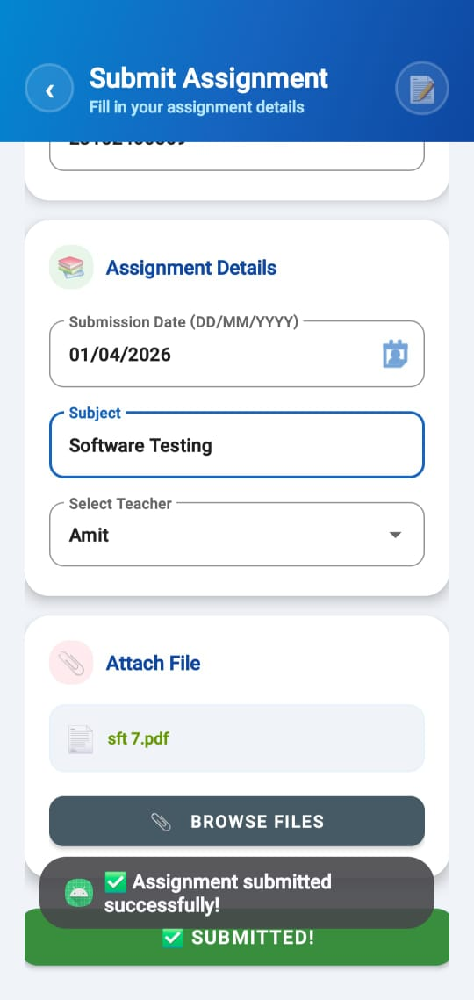 Submit Assignment
Fill in your assignment details
Assignment Details
Submission Date (DD/MM/YYYY)
01/04/2026
Subject
Software Testing
Select Teacher
Amit
Attach File
sft 7.pdf
BROWSE FILES
✅ Assignment submitted
successfully!
✅ SUBMITTED!